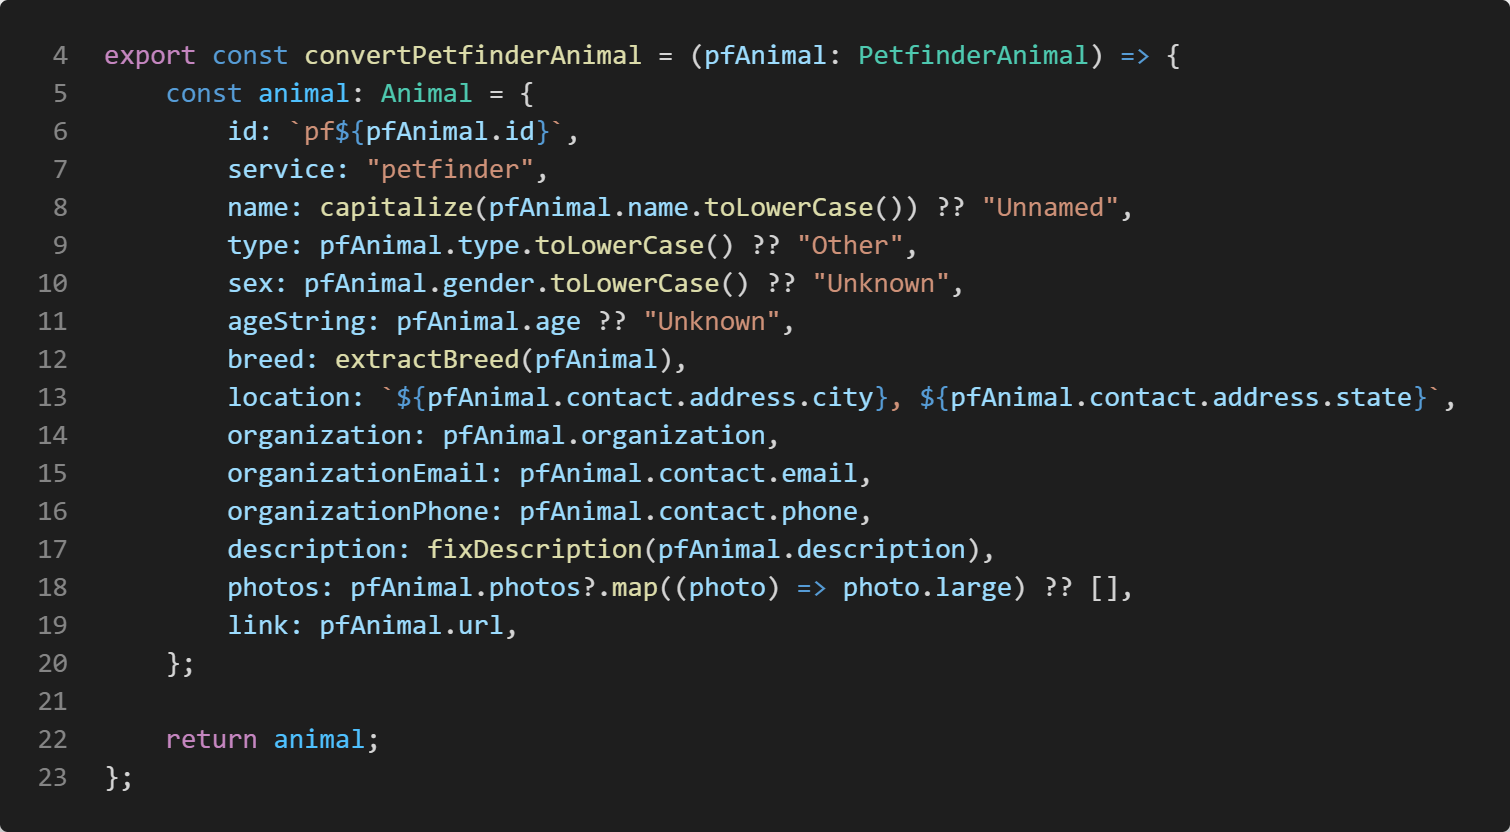 4 export const convertPetfinderAnimal = (pfAnimal: PetfinderAnimal) => {
5     const animal: Animal = {
6         id: `pf${pfAnimal.id}`,
7         service: "petfinder",
8         name: capitalize(pfAnimal.name.toLowerCase()) ?? "Unnamed",
9         type: pfAnimal.type.toLowerCase() ?? "Other",
10         sex: pfAnimal.gender.toLowerCase() ?? "Unknown",
11         ageString: pfAnimal.age ?? "Unknown",
12         breed: extractBreed(pfAnimal),
13         location: `${pfAnimal.contact.address.city}, ${pfAnimal.contact.address.state}`,
14         organization: pfAnimal.organization,
15         organizationEmail: pfAnimal.contact.email,
16         organizationPhone: pfAnimal.contact.phone,
17         description: fixDescription(pfAnimal.description),
18         photos: pfAnimal.photos?.map((photo) => photo.large) ?? [],
19         link: pfAnimal.url,
20     };
21
22     return animal;
23 };